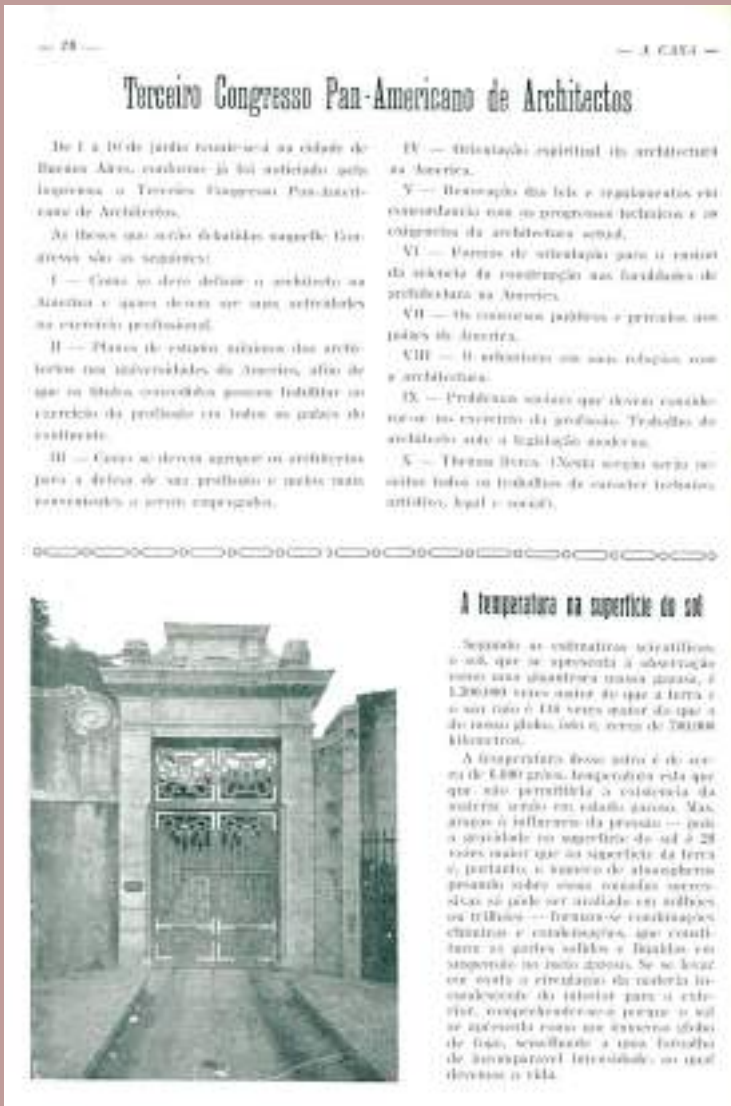 — 28 —
— A CASA —
Terceiro Congresso Pan-Americano de Architectos
De 1 a 10 de junho reune-se-á na cidade de
Buenos Aires, conforme já foi noticiado pela
imprensa o Terceiro Congresso Pan-Ameri-
cano de Architectos.
As theses que serão debatidas naquelle Con-
gresso são as seguintes:
I — Como se deve definir o architecto na
America e quaes devem ser suas actividades
no exercicio profissional.
II — Planos de estudos minimos dos archi-
tectos nas universidades da America, afim de
que os titulos concedidos possam habilitar ao
exercicio da profissão em todos os paizes do
continente.
III — Como se devem agrupar os architectos
para a defesa de sua profissão e meios mais
convenientes a serem empregados.
IV — Orientação espiritual da architectura
na America.
V — Renovação das leis e regulamentos em
concordancia com os progressos technicos e as
exigencias da architectura actual.
VI — Formas de orientação para o ensino
da sciencia da construcção nas faculdades de
architectura na America.
VII — Os concursos publicos e privados nos
paizes da America.
VIII — O urbanismo em suas relações com
a architectura.
IX — Problemas sociaes que devem conside-
rar-se no exercicio da profissão. Trabalho do
architecto ante a legislação moderna.
X — Themas livres. (Nesta secção serão ac-
ceitos todos os trabalhos de caracter technico,
artistico, legal e social).
A temperatura na superficie do sol
Segundo as estimativas scientificas,
o sol, que se apresenta à observação
como uma gigantesca massa gazosa, é
1.300.000 vezes maior do que a terra e
o seu raio é 110 vezes maior do que o
do nosso globo, isto é, cerca de 700.000
kilometros.
A temperatura desse astro é de cer-
ca de 6.000 gráos, temperatura esta que
que não permittiria a existencia da
materia senão em estado gazoso. Mas,
graças á influencia da pressão — pois
a gravidade na superficie do sol é 28
vezes maior que na superficie da terra
e, portanto, o numero de atmospheras
pesando sobre essas camadas succes-
sivas só póde ser avaliado em milhões
ou trilhões — formam-se combinações
chimicas e condensações, que consti-
tuem as partes solidas e liquidas em
suspensão no meio gazoso. Se se levar
em conta a circulação da materia in-
candescente do interior para o exte-
rior, comprehender-se-a porque o sol
se apresenta como um immenso globo
de fogo, semelhante a uma fornalha
de incomparavel intensidade, ao qual
devemos a vida.